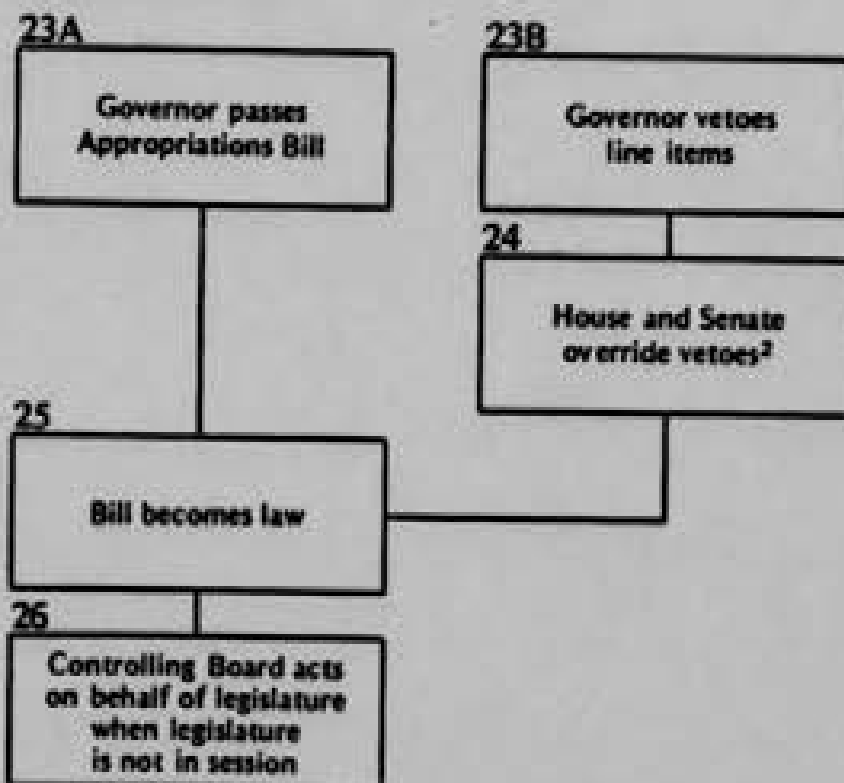 23A
Governor passes
Appropriations Bill
23B
Governor vetoes
line items
24
House and Senate
override vetoes²
25
Bill becomes law
26
Controlling Board acts
on behalf of legislature
when legislature
is not in session